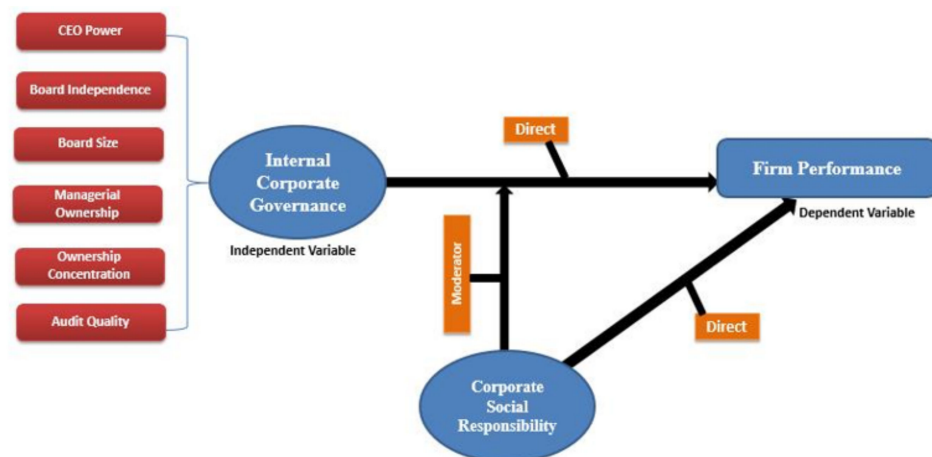 CEO Power
Board Independence
Board Size
Managerial
Ownership
Ownership
Concentration
Audit Quality
Internal
Corporate
Governance
Independent Variable
Direct
Firm Performance
Dependent Variable
Moderator
Direct
Corporate
Social
Responsibility